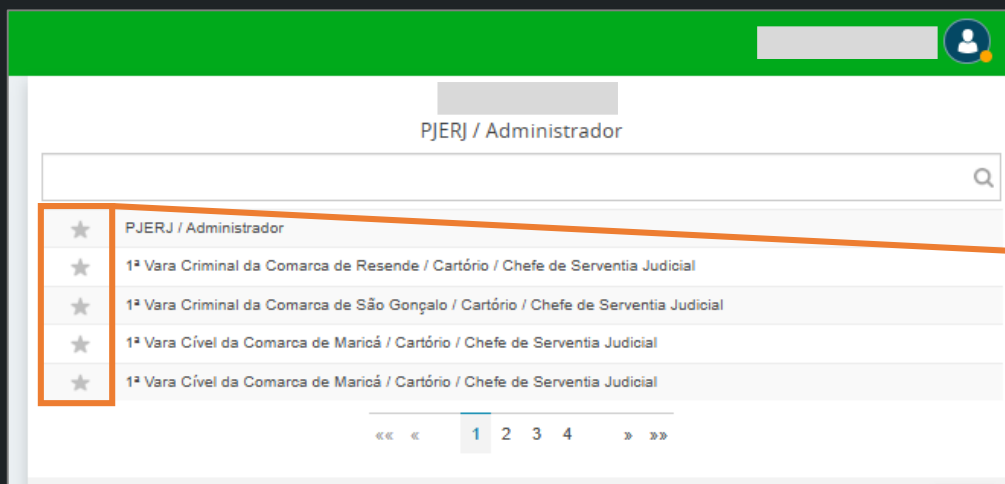 PJERJ / Administrador
PJERJ / Administrador
1ª Vara Criminal da Comarca de Resende / Cartório / Chefe de Serventia Judicial
1ª Vara Criminal da Comarca de São Gonçalo / Cartório / Chefe de Serventia Judicial
1ª Vara Cível da Comarca de Maricá / Cartório / Chefe de Serventia Judicial
1ª Vara Cível da Comarca de Maricá / Cartório / Chefe de Serventia Judicial
«« « 1 2 3 4 » »»